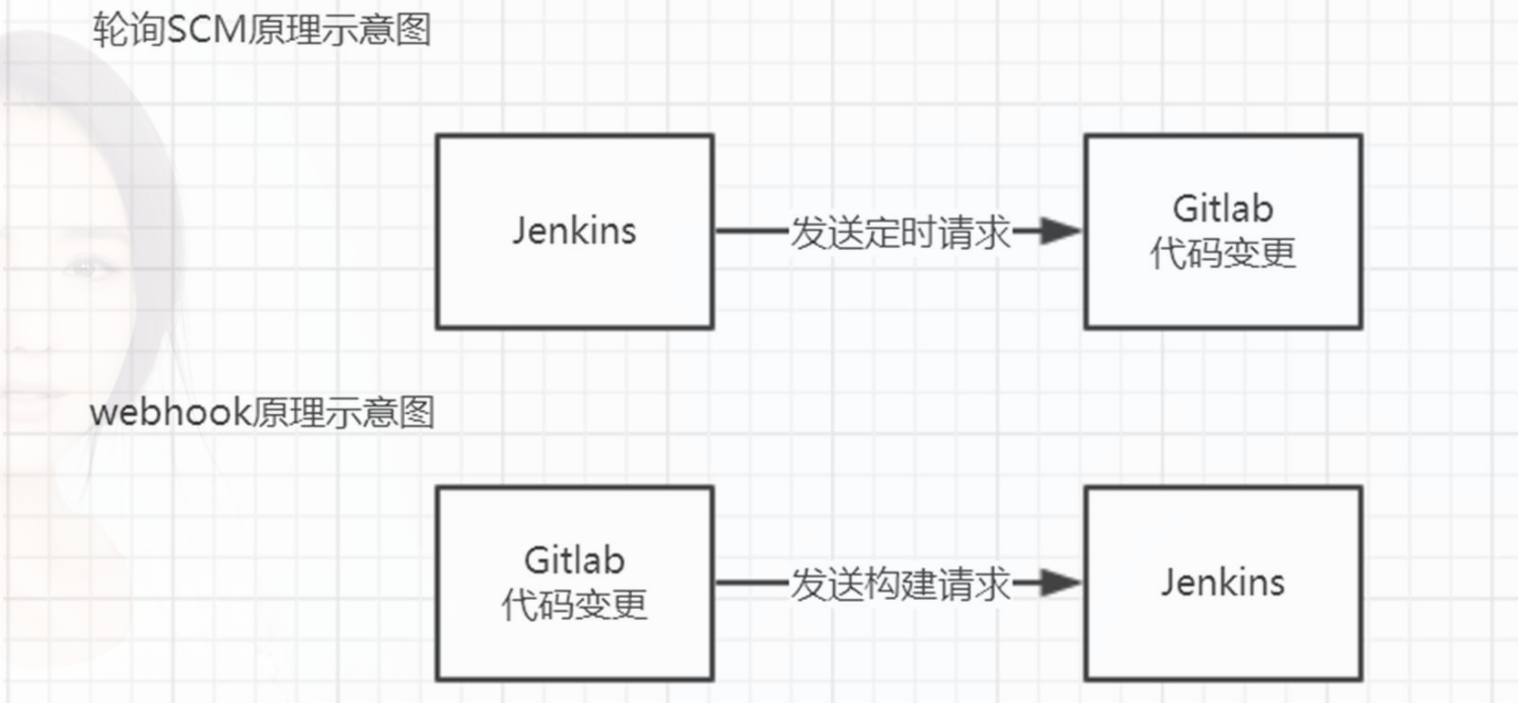 轮询SCM原理示意图
Jenkins
发送定时请求
Gitlab
代码变更
webhook原理示意图
Gitlab
代码变更
发送构建请求
Jenkins